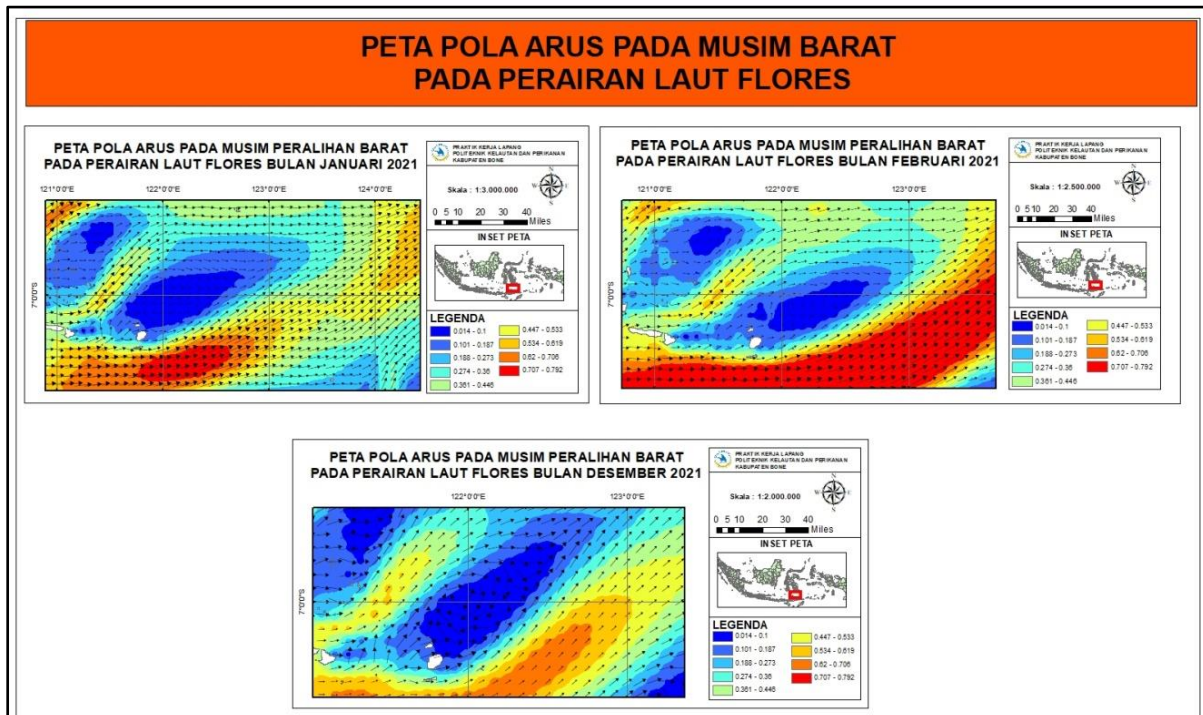 PETA POLA ARUS PADA MUSIM BARAT
PADA PERAIRAN LAUT FLORES
PETA POLA ARUS PADA MUSIM PERALIHAN BARAT
PADA PERAIRAN LAUT FLORES BULAN JANUARI 2021
121°0'0"E 122°0'0"E 123°0'0"E 124°0'0"E
7°0'0"S
PRAKTIK KERJA LAPANG
POLITEKNIK KELAUTAN DAN PERIKANAN
KABUPATEN BONE
Skala : 1:3.000.000
N
W E
S
0 5 10 20 30 40
Miles
INSET PETA
LEGENDA
0.014 - 0.1
0.101 - 0.187
0.188 - 0.273
0.274 - 0.36
0.361 - 0.446
0.447 - 0.533
0.534 - 0.619
0.62 - 0.706
0.707 - 0.792
PETA POLA ARUS PADA MUSIM PERALIHAN BARAT
PADA PERAIRAN LAUT FLORES BULAN FEBRUARI 2021
121°0'0"E 122°0'0"E 123°0'0"E
7°0'0"S
PRAKTIK KERJA LAPANG
POLITEKNIK KELAUTAN DAN PERIKANAN
KABUPATEN BONE
Skala : 1:2.500.000
N
W E
S
0 5 10 20 30 40
Miles
INSET PETA
LEGENDA
0.014 - 0.1
0.101 - 0.187
0.188 - 0.273
0.274 - 0.36
0.361 - 0.446
0.447 - 0.533
0.534 - 0.619
0.62 - 0.706
0.707 - 0.792
PETA POLA ARUS PADA MUSIM PERALIHAN BARAT
PADA PERAIRAN LAUT FLORES BULAN DESEMBER 2021
122°0'0"E 123°0'0"E
7°0'0"S
PRAKTIK KERJA LAPANG
POLITEKNIK KELAUTAN DAN PERIKANAN
KABUPATEN BONE
Skala : 1:2.000.000
N
W E
S
0 5 10 20 30 40
Miles
INSET PETA
LEGENDA
0.014 - 0.1
0.101 - 0.187
0.188 - 0.273
0.274 - 0.36
0.361 - 0.446
0.447 - 0.533
0.534 - 0.619
0.62 - 0.706
0.707 - 0.792